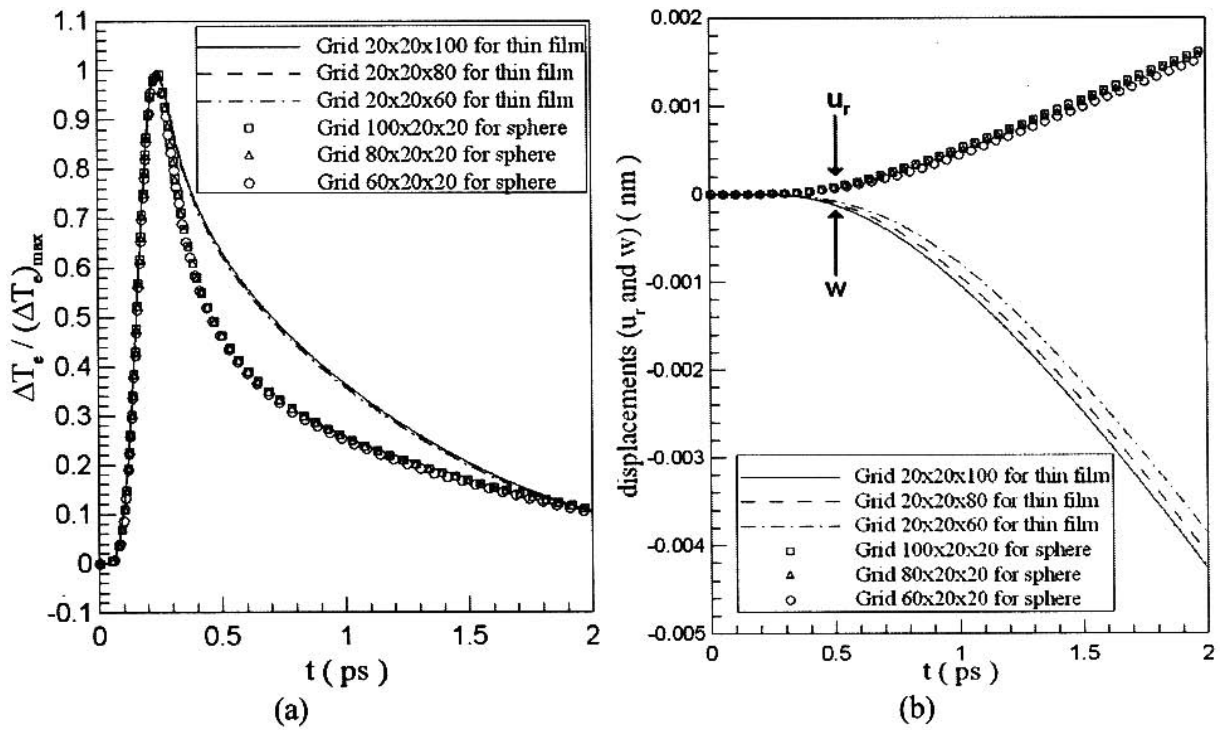 1.1
1
0.9
0.8
0.7
0.6
0.5
0.4
0.3
0.2
0.1
0
-0.1
ΔT_e / (ΔT_e)_max
Grid 20x20x100 for thin film
Grid 20x20x80 for thin film
Grid 20x20x60 for thin film
Grid 100x20x20 for sphere
Grid 80x20x20 for sphere
Grid 60x20x20 for sphere
0 0.5 1 1.5 2
t ( ps )
(a)
0.002
0.001
0
-0.001
-0.002
-0.003
-0.004
-0.005
displacements (u_r and w) ( nm )
u_r
w
Grid 20x20x100 for thin film
Grid 20x20x80 for thin film
Grid 20x20x60 for thin film
Grid 100x20x20 for sphere
Grid 80x20x20 for sphere
Grid 60x20x20 for sphere
0 0.5 1 1.5 2
t ( ps )
(b)